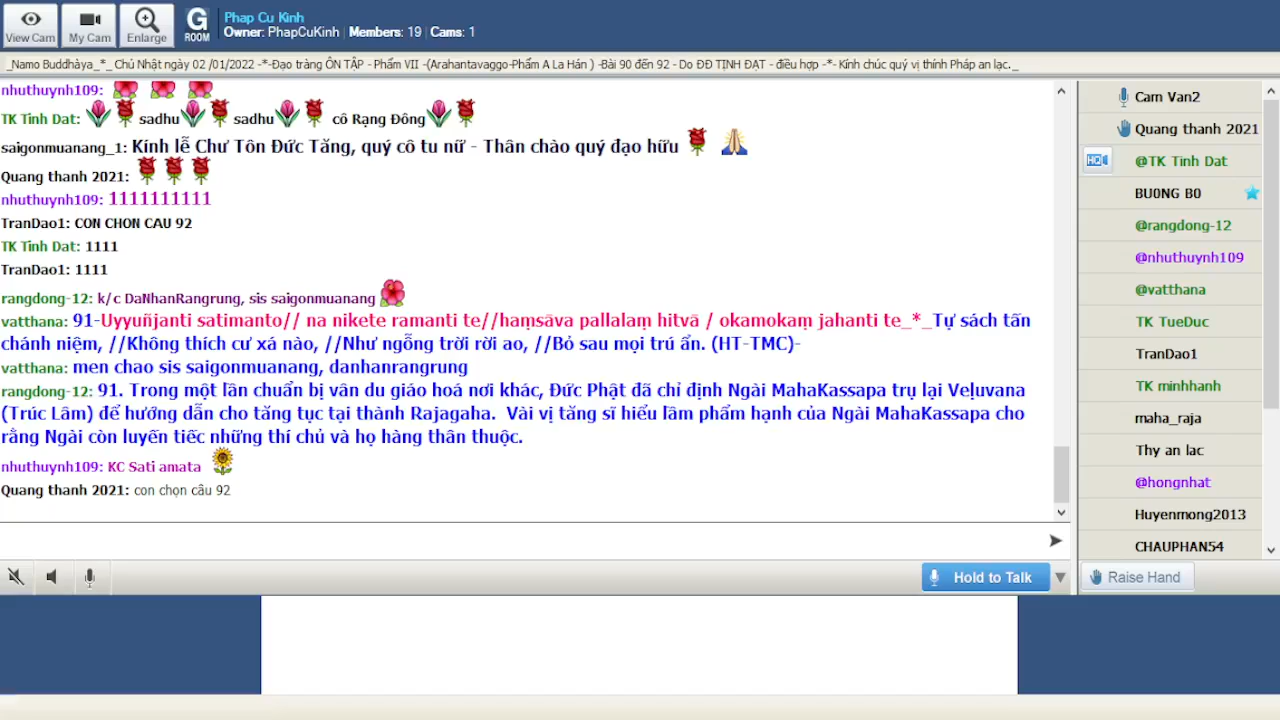 View Cam
My Cam
Enlarge
G
ROOM
Phap Cu Kinh
Owner: PhapCuKinh | Members: 19 | Cams: 1
_Namo Buddhàya_*_ Chủ Nhật ngày 02 /01/2022 -*-Đạo tràng ÔN TẬP - Phẩm VII -(Arahantavaggo-Phẩm A La Hán ) -Bài 90 đến 92 - Do ĐĐ TỊNH ĐẠT - điều hợp -*- Kính chúc quý vị thính Pháp an lạc._
nhuthuynh109:
TK Tinh Dat: sadhu sadhu cô Rạng Đông
saigonmuanang_1: Kính lễ Chư Tôn Đức Tăng, quý cô tu nữ - Thân chào quý đạo hữu
Quang thanh 2021:
nhuthuynh109: 1111111111
TranDao1: CON CHON CAU 92
TK Tinh Dat: 1111
TranDao1: 1111
rangdong-12: k/c DaNhanRangrung, sis saigonmuanang
vatthana: 91-Uyyuñjanti satimanto// na nikete ramanti te//haṃsāva pallalaṃ hitvā / okamokaṃ jahanti te_*_Tự sách tấn
chánh niệm, //Không thích cư xá nào, //Như ngỗng trời rời ao, //Bỏ sau mọi trú ẩn. (HT-TMC)-
vatthana: men chao sis saigonmuanang, danhanrangrung
rangdong-12: 91. Trong một lần chuẩn bị vân du giáo hoá nơi khác, Đức Phật đã chỉ định Ngài MahaKassapa trụ lại Veḷuvana
(Trúc Lâm) để hướng dẫn cho tăng tục tại thành Rajagaha. Vài vị tăng sĩ hiểu lầm phẩm hạnh của Ngài MahaKassapa cho
rằng Ngài còn luyến tiếc những thí chủ và họ hàng thân thuộc.
nhuthuynh109: KC Sati amata
Quang thanh 2021: con chọn câu 92
Hold to Talk
Cam Van2
Quang thanh 2021
HQ
@TK Tinh Dat
BU0NG B0
@rangdong-12
@nhuthuynh109
@vatthana
TK TueDuc
TranDao1
TK minhhanh
maha_raja
Thy an lac
@hongnhat
Huyenmong2013
CHAUPHAN54
Raise Hand